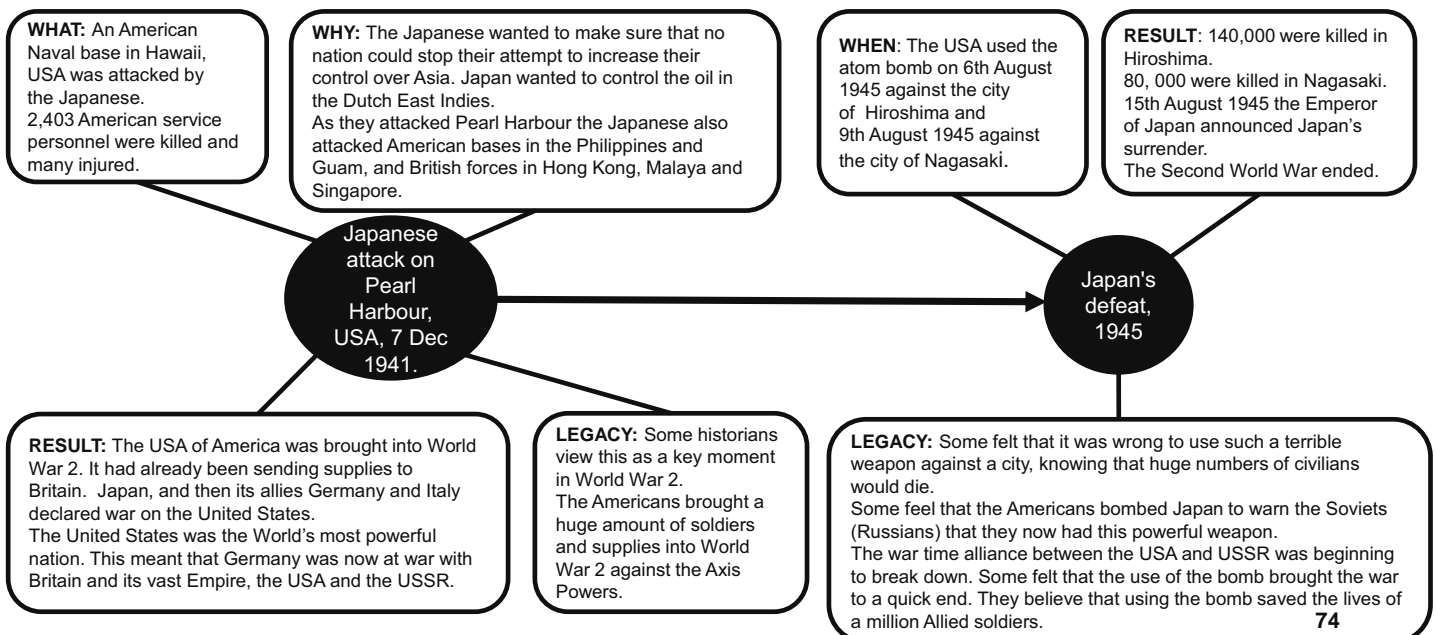 WHAT: An American
Naval base in Hawaii,
USA was attacked by
the Japanese.
2,403 American service
personnel were killed and
many injured.
WHY: The Japanese wanted to make sure that no
nation could stop their attempt to increase their
control over Asia. Japan wanted to control the oil in
the Dutch East Indies.
As they attacked Pearl Harbour the Japanese also
attacked American bases in the Philippines and
Guam, and British forces in Hong Kong, Malaya and
Singapore.
WHEN: The USA used the
atom bomb on 6th August
1945 against the city
of Hiroshima and
9th August 1945 against
the city of Nagasaki.
RESULT: 140,000 were killed in
Hiroshima.
80, 000 were killed in Nagasaki.
15th August 1945 the Emperor
of Japan announced Japan's
surrender.
The Second World War ended.
Japanese
attack on
Pearl
Harbour,
USA, 7 Dec
1941.
Japan's
defeat,
1945
RESULT: The USA of America was brought into World
War 2. It had already been sending supplies to
Britain. Japan, and then its allies Germany and Italy
declared war on the United States.
The United States was the World's most powerful
nation. This meant that Germany was now at war with
Britain and its vast Empire, the USA and the USSR.
LEGACY: Some historians
view this as a key moment
in World War 2.
The Americans brought a
huge amount of soldiers
and supplies into World
War 2 against the Axis
Powers.
LEGACY: Some felt that it was wrong to use such a terrible
weapon against a city, knowing that huge numbers of civilians
would die.
Some feel that the Americans bombed Japan to warn the Soviets
(Russians) that they now had this powerful weapon.
The war time alliance between the USA and USSR was beginning
to break down. Some felt that the use of the bomb brought the war
to a quick end. They believe that using the bomb saved the lives of
a million Allied soldiers.
74